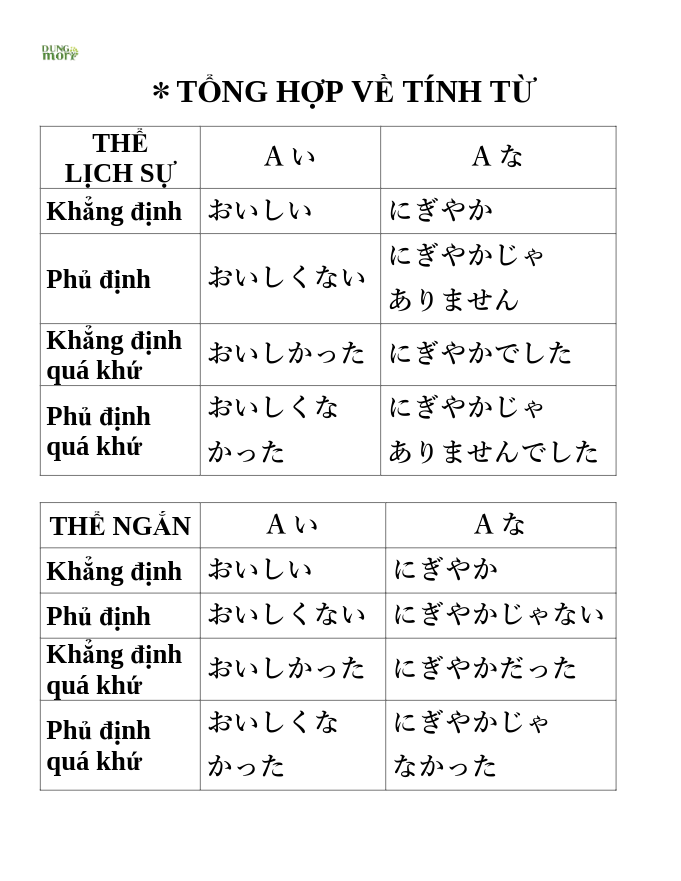 DUNG
mori
* TỔNG HỢP VỀ TÍNH TỪ
THỂ
LỊCH SỰ
A い
A な
Khẳng định
おいしい
にぎやか
Phủ định
おいしくない
にぎやかじゃ
ありません
Khẳng định
quá khứ
おいしかった
にぎやかでした
Phủ định
quá khứ
おいしくな
かった
にぎやかじゃ
ありませんでした
THỂ NGẮN
A い
A な
Khẳng định
おいしい
にぎやか
Phủ định
おいしくない
にぎやかじゃない
Khẳng định
quá khứ
おいしかった
にぎやかだった
Phủ định
quá khứ
おいしくな
かった
にぎやかじゃ
なかった